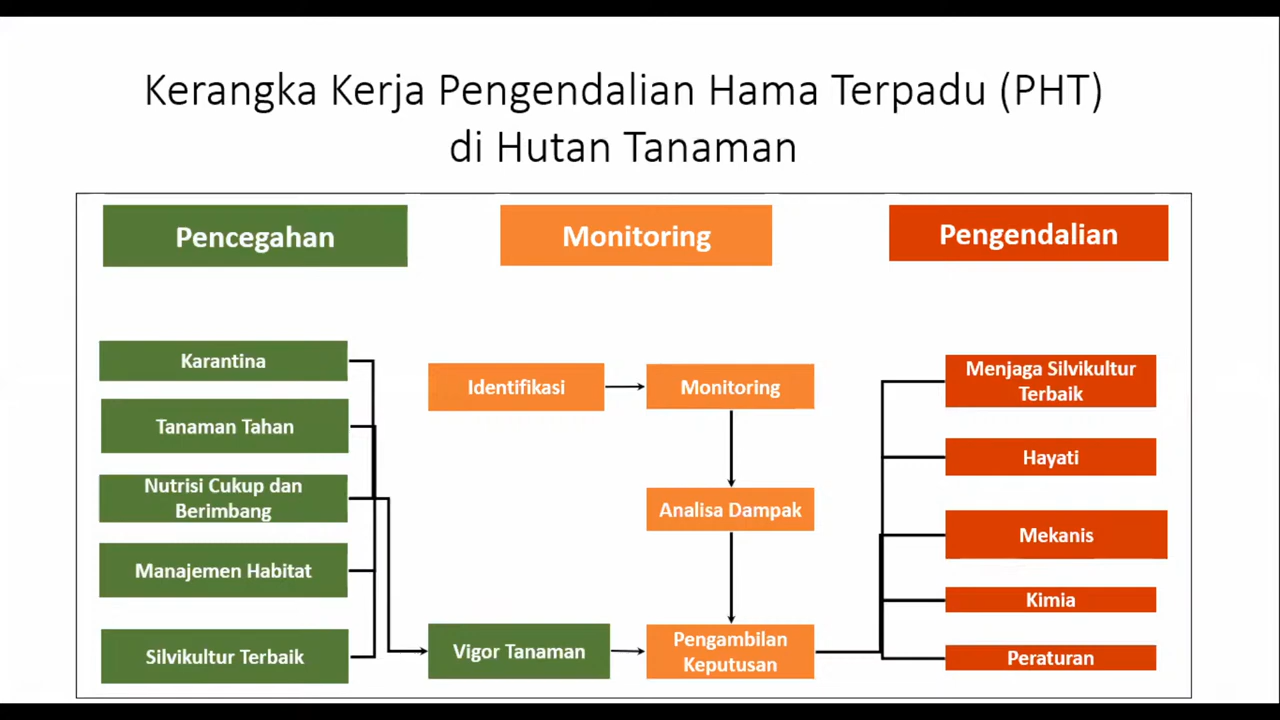 Kerangka Kerja Pengendalian Hama Terpadu (PHT)
di Hutan Tanaman
Pencegahan
Monitoring
Pengendalian
Karantina
Tanaman Tahan
Nutrisi Cukup dan
Berimbang
Manajemen Habitat
Silvikultur Terbaik
Vigor Tanaman
Identifikasi
Monitoring
Analisa Dampak
Pengambilan
Keputusan
Menjaga Silvikultur
Terbaik
Hayati
Mekanis
Kimia
Peraturan